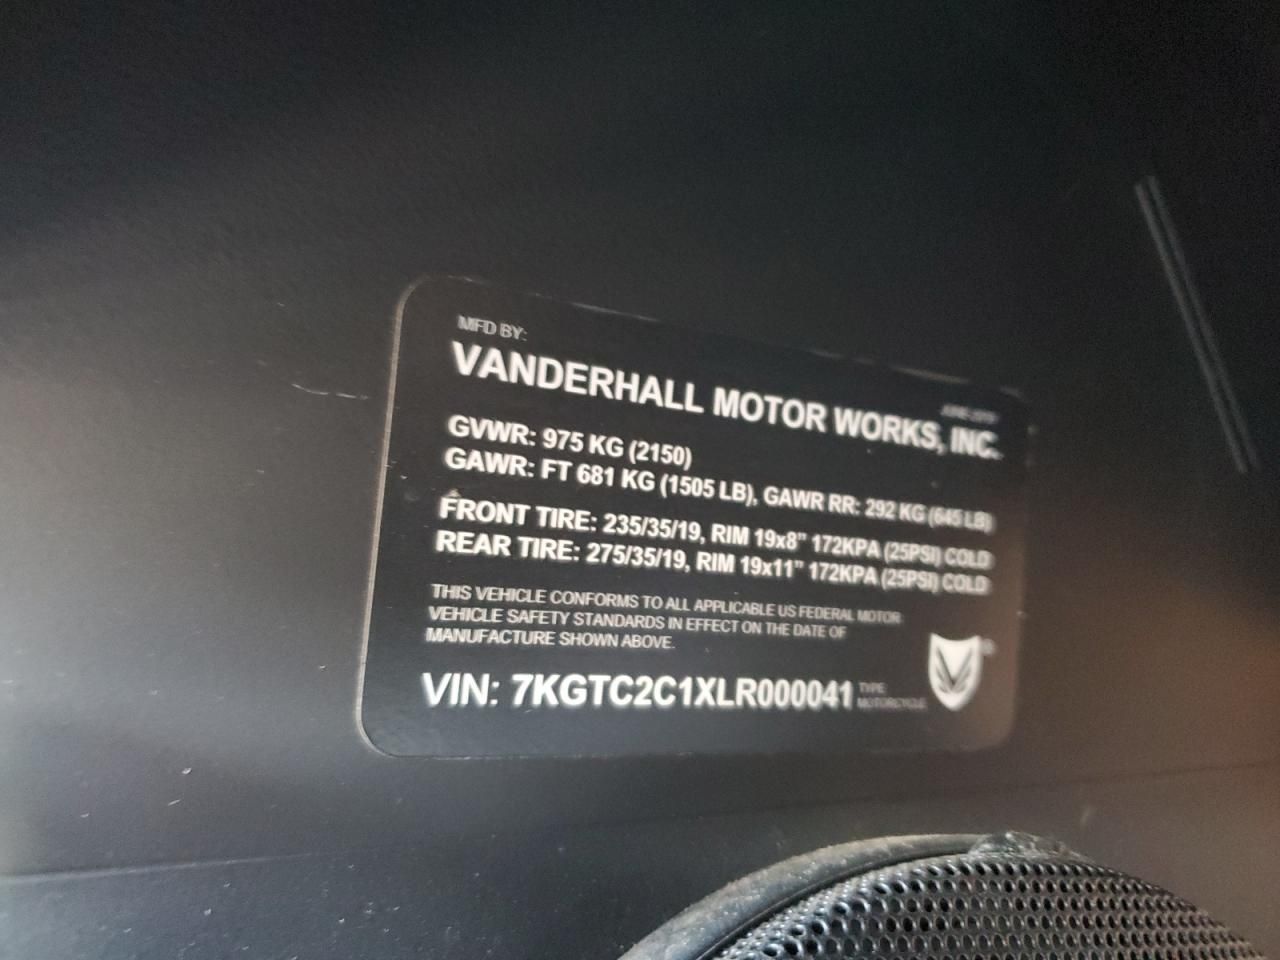 MFD BY:
JUNE 2019
VANDERHALL MOTOR WORKS, INC.
GVWR: 975 KG (2150)
GAWR: FT 681 KG (1505 LB), GAWR RR: 292 KG (645 LB)
FRONT TIRE: 235/35/19, RIM 19x8" 172KPA (25PSI) COLD
REAR TIRE: 275/35/19, RIM 19x11" 172KPA (25PSI) COLD
THIS VEHICLE CONFORMS TO ALL APPLICABLE US FEDERAL MOTOR
VEHICLE SAFETY STANDARDS IN EFFECT ON THE DATE OF
MANUFACTURE SHOWN ABOVE.
VIN: 7KGTC2C1XLR000041 TYPE
MOTORCYCLE